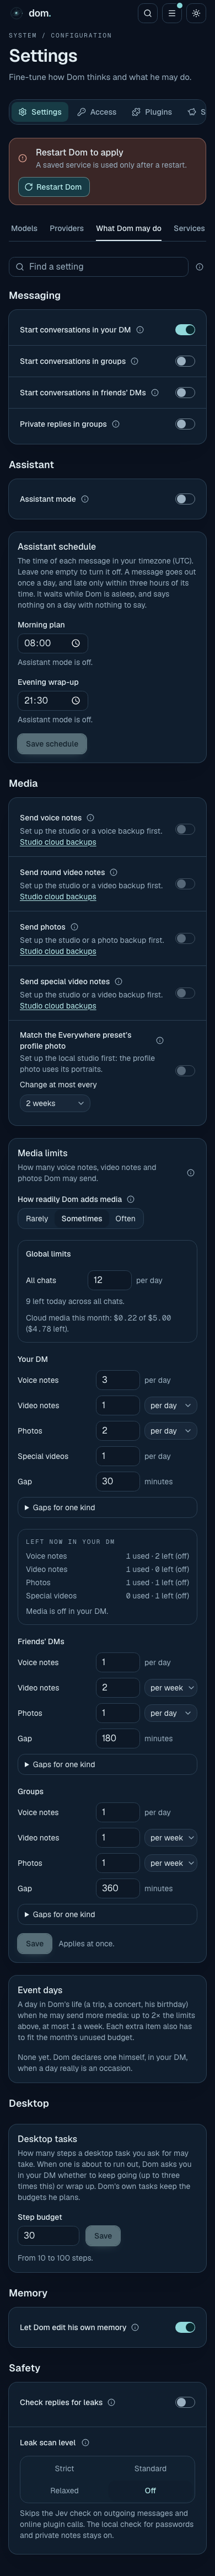 dom.
SYSTEM / CONFIGURATION
Settings
Fine-tune how Dom thinks and what he may do.
Settings
Access
Plugins
S
Restart Dom to apply
A saved service is used only after a restart.
Restart Dom
Models
Providers
What Dom may do
Services
Find a setting
Messaging
Start conversations in your DM
Start conversations in groups
Start conversations in friends' DMs
Private replies in groups
Assistant
Assistant mode
Assistant schedule
The time of each message in your timezone (UTC).
Leave one empty to turn it off. A message goes out
once a day, and late only within three hours of its
time. It waits while Dom is asleep, and says
nothing on a day with nothing to say.
Morning plan
08:00
Assistant mode is off.
Evening wrap-up
21:30
Assistant mode is off.
Save schedule
Media
Send voice notes
Set up the studio or a voice backup first.
Studio cloud backups
Send round video notes
Set up the studio or a video backup first.
Studio cloud backups
Send photos
Set up the studio or a photo backup first.
Studio cloud backups
Send special video notes
Set up the studio or a video backup first.
Studio cloud backups
Match the Everywhere preset's
profile photo
Set up the local studio first: the profile
photo uses its portraits.
Change at most every
2 weeks
Media limits
How many voice notes, video notes and
photos Dom may send.
How readily Dom adds media
Rarely
Sometimes
Often
Global limits
All chats
12
per day
9 left today across all chats.
Cloud media this month: $0.22 of $5.00
($4.78 left).
Your DM
Voice notes
3
per day
Video notes
1
per day
Photos
2
per day
Special videos
1
per day
Gap
30
minutes
Gaps for one kind
LEFT NOW IN YOUR DM
Voice notes
1 used · 2 left (off)
Video notes
1 used · 0 left (off)
Photos
1 used · 1 left (off)
Special videos
0 used · 1 left (off)
Media is off in your DM.
Friends' DMs
Voice notes
1
per day
Video notes
2
per week
Photos
1
per day
Gap
180
minutes
Gaps for one kind
Groups
Voice notes
1
per day
Video notes
1
per week
Photos
1
per week
Gap
360
minutes
Gaps for one kind
Save
Applies at once.
Event days
A day in Dom's life (a trip, a concert, his birthday)
when he may send more media: up to 2× the limits
above, at most 1 a week. Each extra item also has
to fit the month's unused budget.
None yet. Dom declares one himself, in your DM,
when a day really is an occasion.
Desktop
Desktop tasks
How many steps a desktop task you ask for may
take. When one is about to run out, Dom asks you
in your DM whether to keep going (up to three
times this) or wrap up. Dom's own tasks keep the
budgets he plans.
Step budget
30
Save
From 10 to 100 steps.
Memory
Let Dom edit his own memory
Safety
Check replies for leaks
Leak scan level
Strict
Standard
Relaxed
Off
Skips the Jev check on outgoing messages and
online plugin calls. The local check for passwords
and private notes stays on.